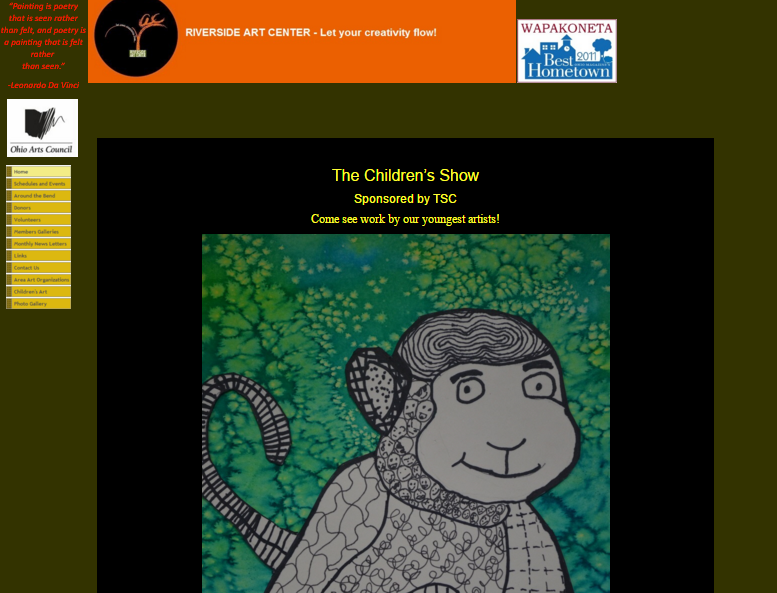 "Painting is poetry
that is seen rather
than felt, and poetry is
a painting that is felt
rather
than seen."
-Leonardo Da Vinci
Ohio Arts Council
Home
Schedules and Events
Around the Bend
Donors
Volunteers
Members Galleries
Monthly News Letters
Links
Contact Us
Area Art Organizations
Children's Art
Photo Gallery
RIVERSIDE ART CENTER - Let your creativity flow!
WAPAKONETA
Best
2011
Hometown
The Children's Show
Sponsored by TSC
Come see work by our youngest artists!